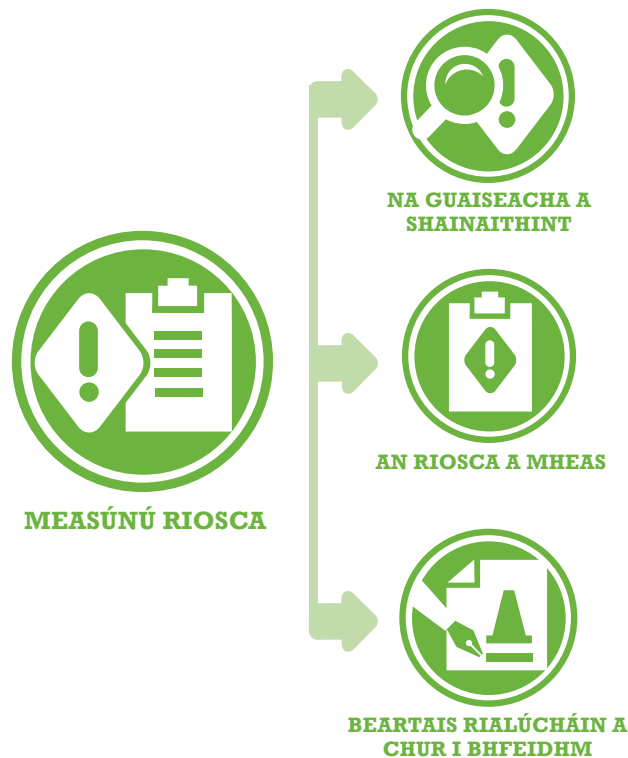 NA GUAISEACHA A
SHAINAITHINT
MEASÚNÚ RIOSCA
AN RIOSCA A MHEAS
BEARTAIS RIALÚCHÁIN A
CHUR I BHFEIDHM